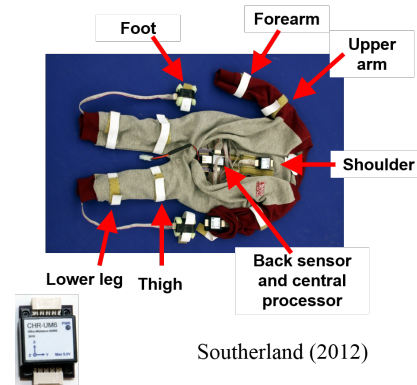 Foot
Forearm
Upper
arm
Shoulder
Lower leg
Thigh
Back sensor
and central
processor
CHR-UM6
Southerland (2012)